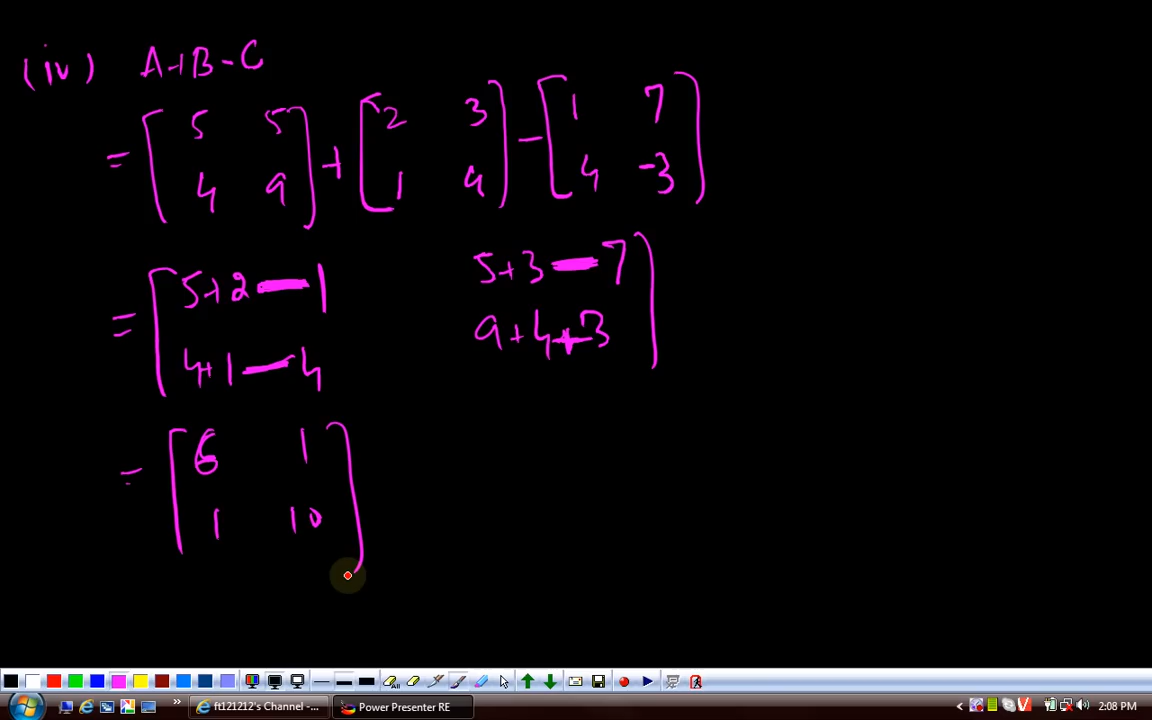 (iv) A+B-C
= [ 5 5 ] + [ 2 3 ] - [ 1 7 ]
[ 4 9 ] [ 1 4 ] [ 4 -3 ]
= [ 5+2-1 5+3-7 ]
[ 4+1-4 9+4+3 ]
= [ 6 1 ]
[ 1 10 ]
All
ft121212's Channel -...
Power Presenter RE
2:08 PM